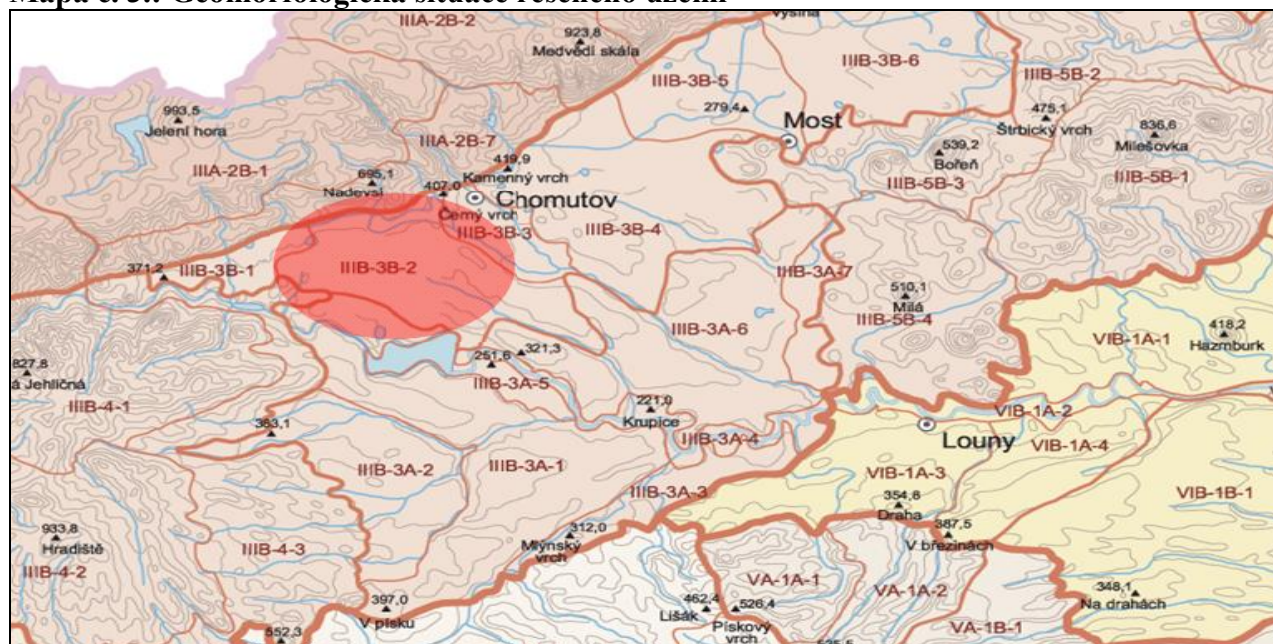 Mapa č. 3.: Geomorfologická situace řešeného území
IIIA-2B-2
923,8
Medvědí skála
Vysina
IIIB-3B-6
IIIB-3B-5
IIIB-5B-2
993,5
Jelení hora
279,4
475,1
Štrbický vrch
836,6
Milešovka
Most
IIIA-2B-7
539,2
Bořeň
419,9
Kamenný vrch
IIIA-2B-1
695,1
Nadevsí
407,0
Černý vrch
Chomutov
IIIB-5B-3
IIIB-5B-1
IIIB-3B-3
IIIB-3B-4
371,2
IIIB-3B-1
IIIB-3B-2
IIIB-3A-7
510,1
Milá
IIIB-5B-4
IIIB-3A-6
VIB-1A-1
418,2
Hazmburk
827,8
á Jehličná
251,6
321,3
IIIB-3A-5
IIIB-4-1
221,0
Krupice
VIB-1A-2
383,1
Louny
IIIB-3A-4
VIB-1A-4
IIIB-3A-2
IIIB-3A-1
VIB-1A-3
IIIB-3A-3
354,8
Draha
VIB-1B-1
387,5
V březinách
933,8
Hradiště
IIIB-4-3
312,0
Mlýnský
vrch
IIIB-4-2
VA-1A-1
VA-1A-2
348,1
Na drahách
397,0
V písku
462,4
Lišák
526,4
Pískový
vrch
552,3
VA-1B-1